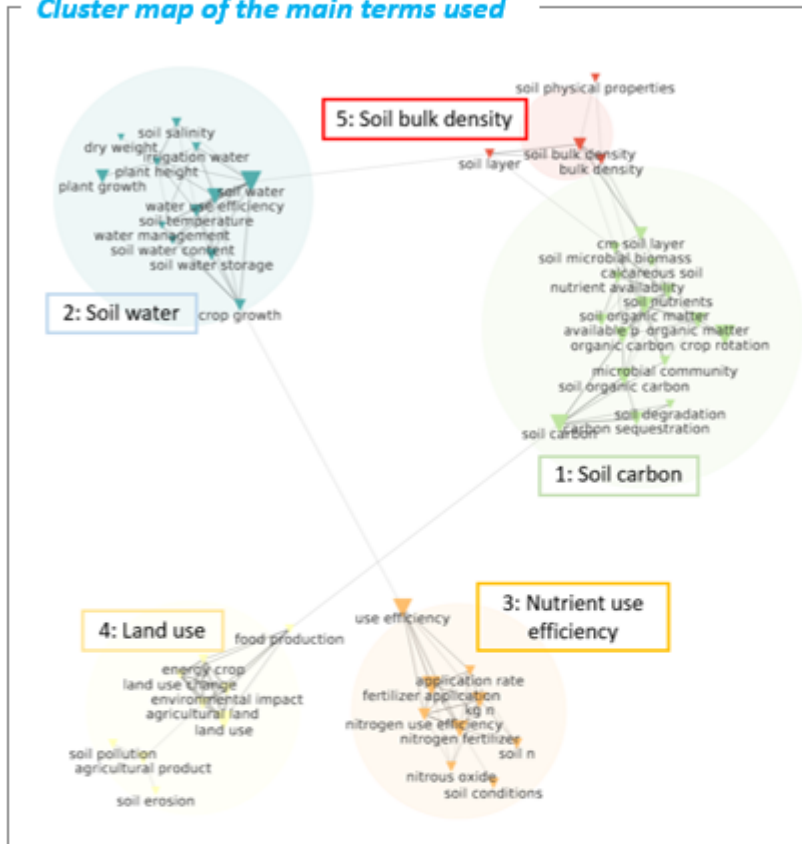 Cluster map of the main terms used
soil physical properties
5: Soil bulk density
soil bulk density
soil layer
bulk density
soil salinity
dry weight
irrigation water
plant height
plant growth
soil water
water use efficiency
soil temperature
water management
soil water content
soil water storage
2: Soil water
crop growth
cm soil layer
soil microbial biomass
calcareous soil
nutrient availability
soil nutrients
soil organic matter
available p organic matter
organic carbon crop rotation
microbial community
soil organic carbon
soil degradation
soil carbon
carbon sequestration
1: Soil carbon
4: Land use
food production
energy crop
land use change
environmental impact
agricultural land
land use
soil pollution
agricultural product
soil erosion
3: Nutrient use
efficiency
use efficiency
application rate
fertilizer application
kg n
nitrogen use efficiency
nitrogen fertilizer
soil n
nitrous oxide
soil conditions